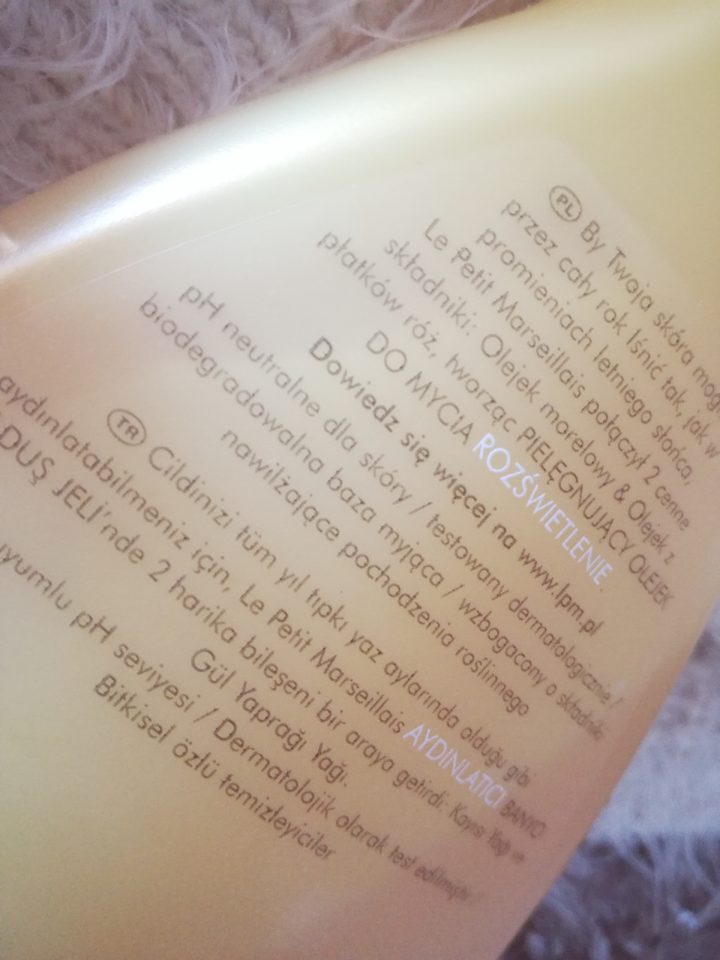 PL By Twoja skóra mog
przez cały rok lśnić tak, jak w
promieniach letniego słońca,
Le Petit Marseillais połączył 2 cenne
składniki: Olejek morelowy & Olejek z
płatków róż, tworząc PIELĘGNUJĄCY OLEJEK
DO MYCIA ROZŚWIETLENIE.
Dowiedz się więcej na www.lpm.pl
pH neutralne dla skóry / testowany dermatologicznie /
biodegradowalna baza myjąca / wzbogacony o składniki
nawilżające pochodzenia roślinnego
TR Cildinizi tüm yıl tıpkı yaz aylarında olduğu gibi
aydınlatabilmeniz için, Le Petit Marseillais AYDINLATICI BANYO
DUŞ JELİ'nde 2 harika bileşeni bir araya getirdi: Kayısı Yağı ve
Gül Yaprağı Yağı.
uyumlu pH seviyesi / Dermatolojik olarak test edilmiştir
Bitkisel özlü temizleyiciler